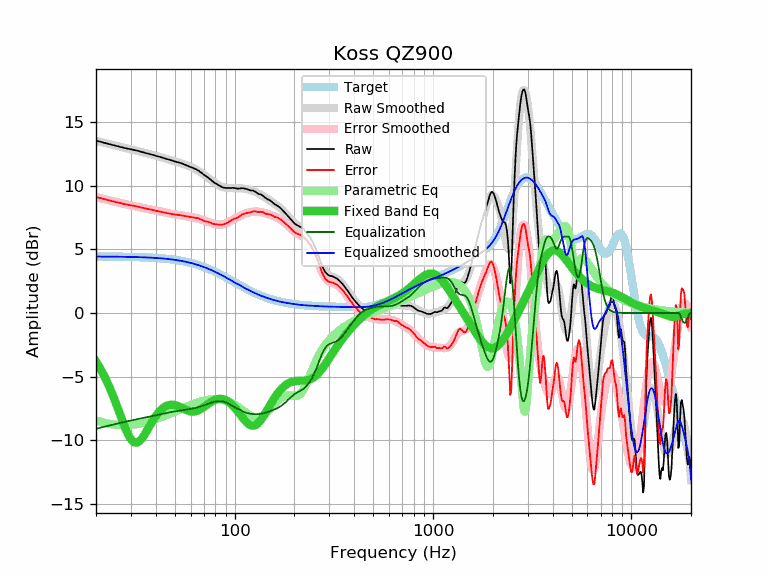 Koss QZ900
Target
Raw Smoothed
Error Smoothed
Raw
Error
Parametric Eq
Fixed Band Eq
Equalization
Equalized smoothed
Amplitude (dBr)
15
10
5
0
−5
−10
−15
100
1000
10000
Frequency (Hz)